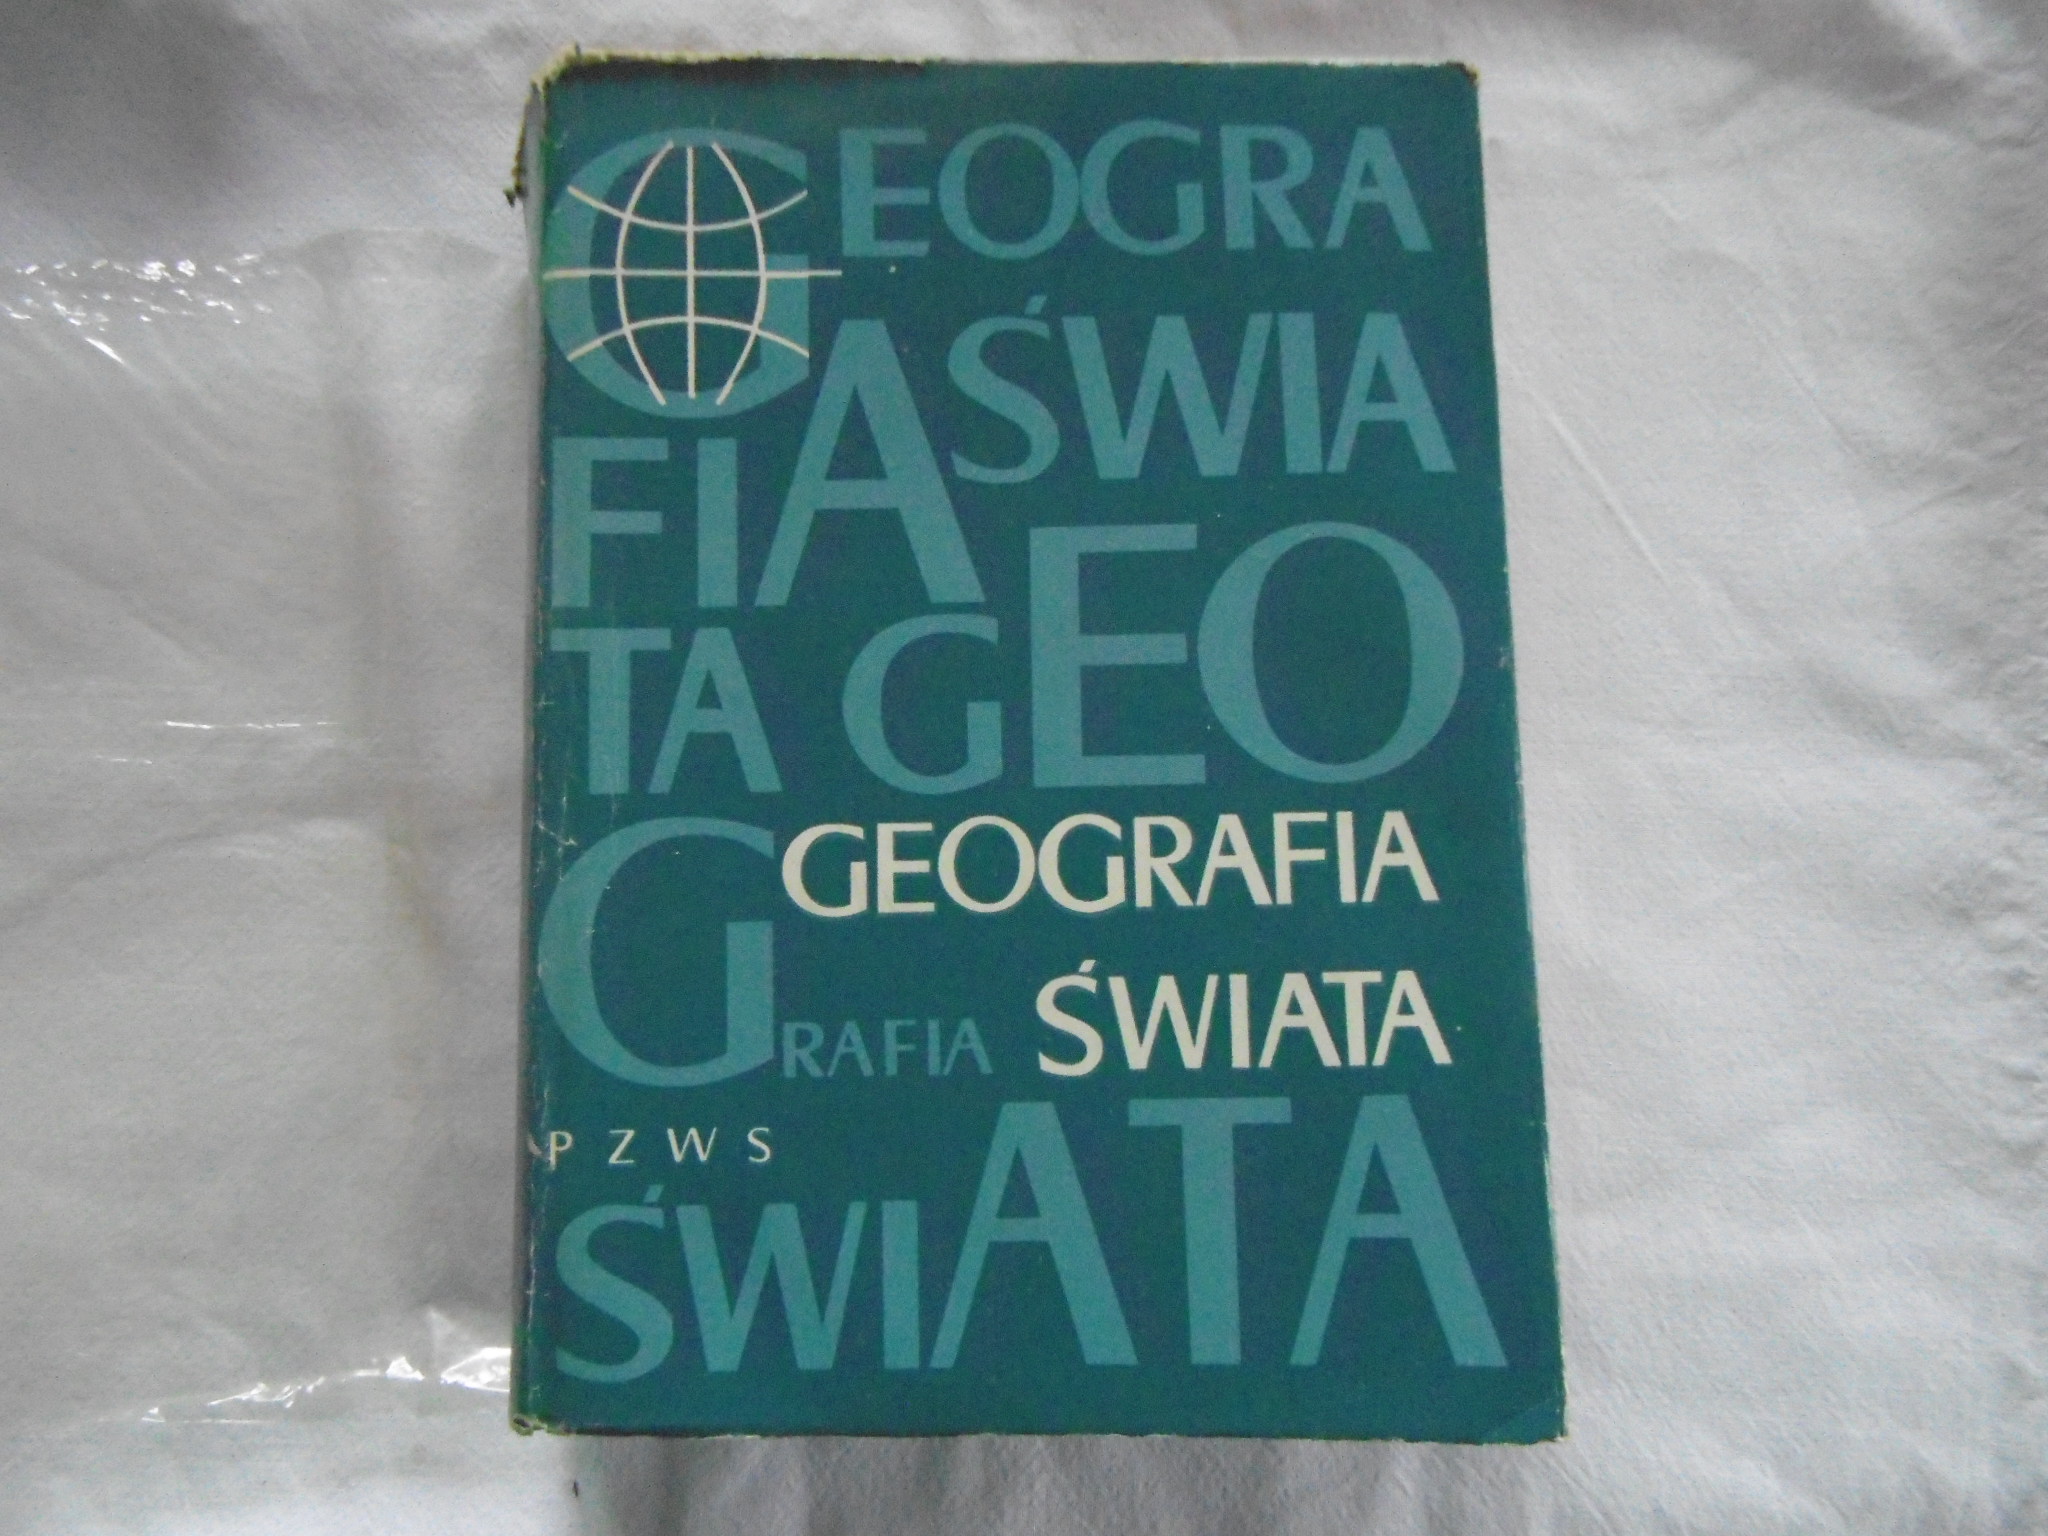 GEOGRA
FIA ŚWIA
TA GEO
GRAFIA
GEOGRAFIA
ŚWIATA
PZWS
ŚWIATA